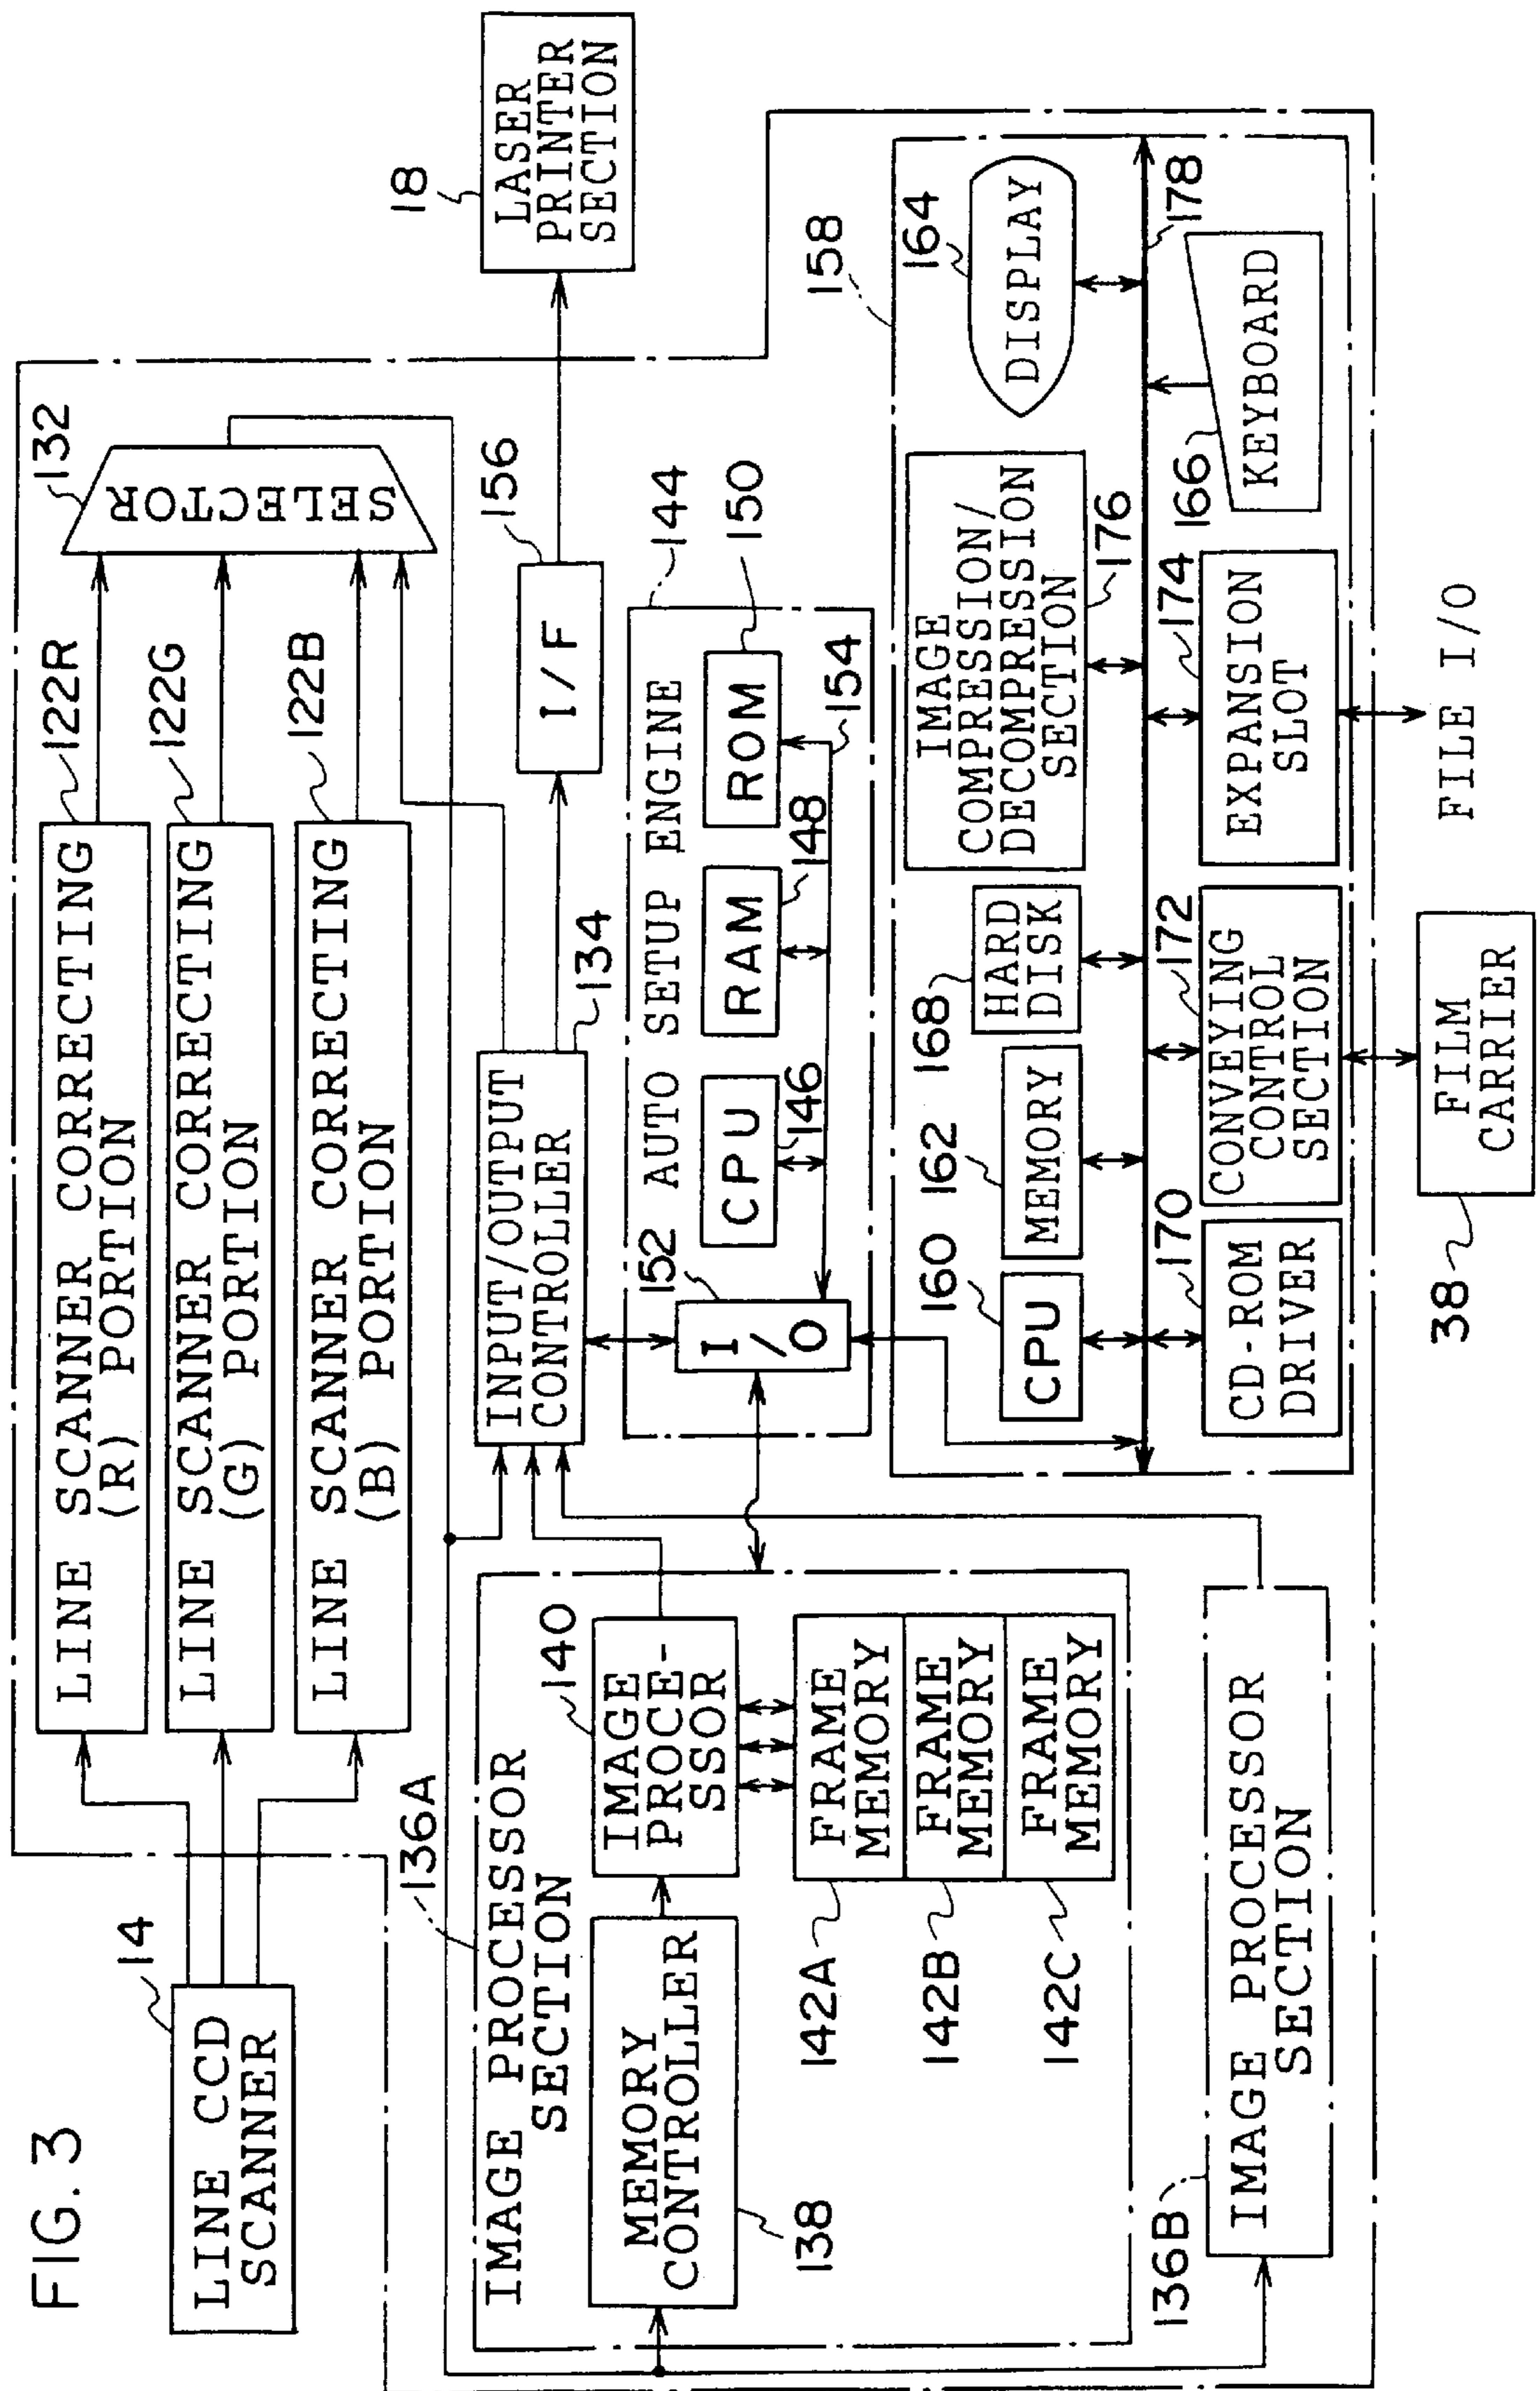 FIG. 3
14
LINE CCD
SCANNER
LINE SCANNER CORRECTING
(R) PORTION
122R
LINE SCANNER CORRECTING
(G) PORTION
122G
LINE SCANNER CORRECTING
(B) PORTION
122B
132
SELECTOR
18
LASER
PRINTER
SECTION
136A
IMAGE PROCESSOR
SECTION
MEMORY
CONTROLLER
138
140
IMAGE
PROCE-
SSOR
FRAME
MEMORY
FRAME
MEMORY
FRAME
MEMORY
142A
142B
142C
136B
IMAGE PROCESSOR
SECTION
INPUT/OUTPUT
CONTROLLER
134
I/F
156
144
AUTO SETUP ENGINE
152
I
/O
CPU
146
RAM
148
ROM
150
154
158
160
CPU
162
MEMORY
168
HARD
DISK
IMAGE
COMPRESSION/
DECOMPRESSION
SECTION
176
164
DISPLAY
178
170
CD-ROM
DRIVER
172
CONVEYING
CONTROL
SECTION
174
EXPANSION
SLOT
166
KEYBOARD
38
FILM
CARRIER
FILE I/O